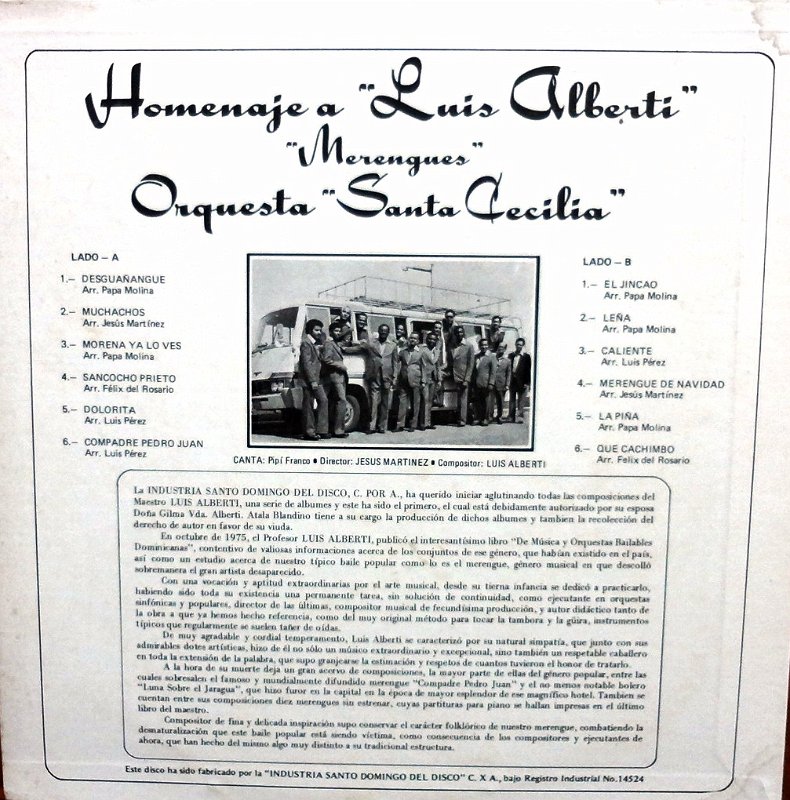 Homenaje a "Luis Alberti"
"Merengues"
Orquesta "Santa Cecilia"
LADO – A
1.– DESGUAÑANGUE
Arr. Papa Molina
2.– MUCHACHOS
Arr. Jesús Martínez
3.– MORENA YA LO VES
Arr. Papa Molina
4.– SANCOCHO PRIETO
Arr. Félix del Rosario
5.– DOLORITA
Arr. Luis Pérez
6.– COMPADRE PEDRO JUAN
Arr. Luis Pérez
LADO – B
1.– EL JINCAO
Arr. Papa Molina
2.– LEÑA
Arr. Papa Molina
3.– CALIENTE
Arr. Luis Pérez
4.– MERENGUE DE NAVIDAD
Arr. Jesús Martínez
5.– LA PIÑA
Arr. Papa Molina
6.– QUE CACHIMBO
Arr. Felix del Rosario
CANTA: Pipí Franco • Director: JESUS MARTINEZ • Compositor: LUIS ALBERTI
La INDUSTRIA SANTO DOMINGO DEL DISCO, C. POR A., ha querido iniciar aglutinando todas las composiciones del
Maestro LUIS ALBERTI, una serie de albumes y este ha sido el primero, el cual está debidamente autorizado por su esposa
Doña Gilma Vda. Alberti. Atala Blandino tiene a su cargo la producción de dichos albumes y tambien la recolección del
derecho de autor en favor de su viuda.
En octubre de 1975, el Profesor LUIS ALBERTI, publicó el interesantísimo libro "De Música y Orquestas Bailables
Dominicanas", contentivo de valiosas informaciones acerca de los conjuntos de ese género, que habían existido en el país,
así como un estudio acerca de nuestro típico baile popular como lo es el merengue, género musical en que descolló
sobremanera el gran artista desaparecido.
Con una vocación y aptitud extraordinarias por el arte musical, desde su tierna infancia se dedicó a practicarlo,
habiendo sido toda su existencia una permanente tarea, sin solución de continuidad, como ejecutante en orquestas
sinfónicas y populares, director de las últimas, compositor musical de fecundísima producción, y autor didáctico tanto de
la obra a que ya hemos hecho referencia, como del muy original método para tocar la tambora y la güira, instrumentos
típicos que regularmente se suelen tañer de oídas.
De muy agradable y cordial temperamento, Luis Alberti se caracterizó por su natural simpatía, que junto con sus
admirables dotes artísticas, hizo de él no sólo un músico extraordinario y excepcional, sino también un respetable caballero
en toda la extensión de la palabra, que supo granjearse la estimación y respetos de cuantos tuvieron el honor de tratarlo.
A la hora de su muerte deja un gran acervo de composiciones, la mayor parte de ellas del género popular, entre las
cuales sobresalen el famoso y mundialmente difundido merengue "Compadre Pedro Juan" y el no menos notable bolero
"Luna Sobre el Jaragua", que hizo furor en la capital en la época de mayor esplendor de ese magnífico hotel. Tambien se
cuentan entre sus composiciones diez merengues sin estrenar, cuyas partituras para piano se hallan impresas en el último
libro del maestro.
Compositor de fina y delicada inspiración supo conservar el carácter folklórico de nuestro merengue, combatiendo la
desnaturalización que este baile popular está siendo víctima, como consecuencia de los compositores y ejecutantes de
ahora, que han hecho del mismo algo muy distinto a su tradicional estructura.
Este disco ha sido fabricado por la "INDUSTRIA SANTO DOMINGO DEL DISCO" C. X A., bajo Registro Industrial No.14524